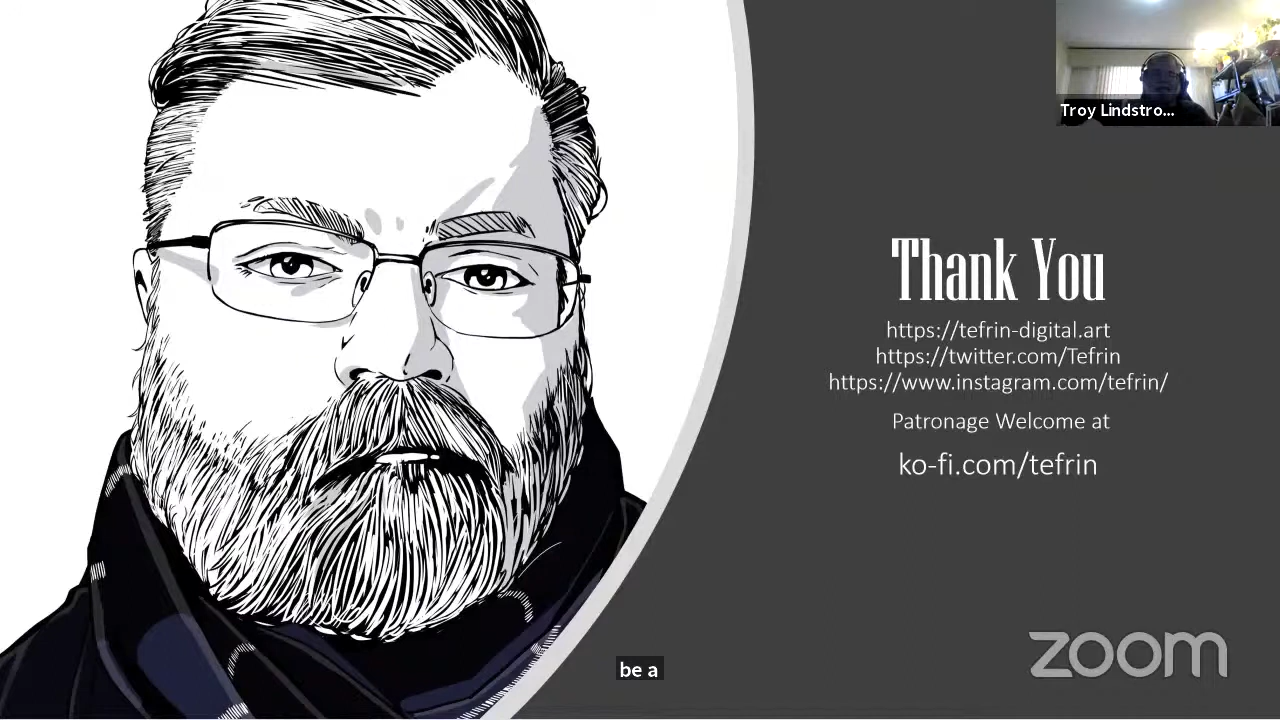 Troy Lindstro...
Thank You
https://tefrin-digital.art
https://twitter.com/Tefrin
https://www.instagram.com/tefrin/
Patronage Welcome at
ko-fi.com/tefrin
zoom
be a